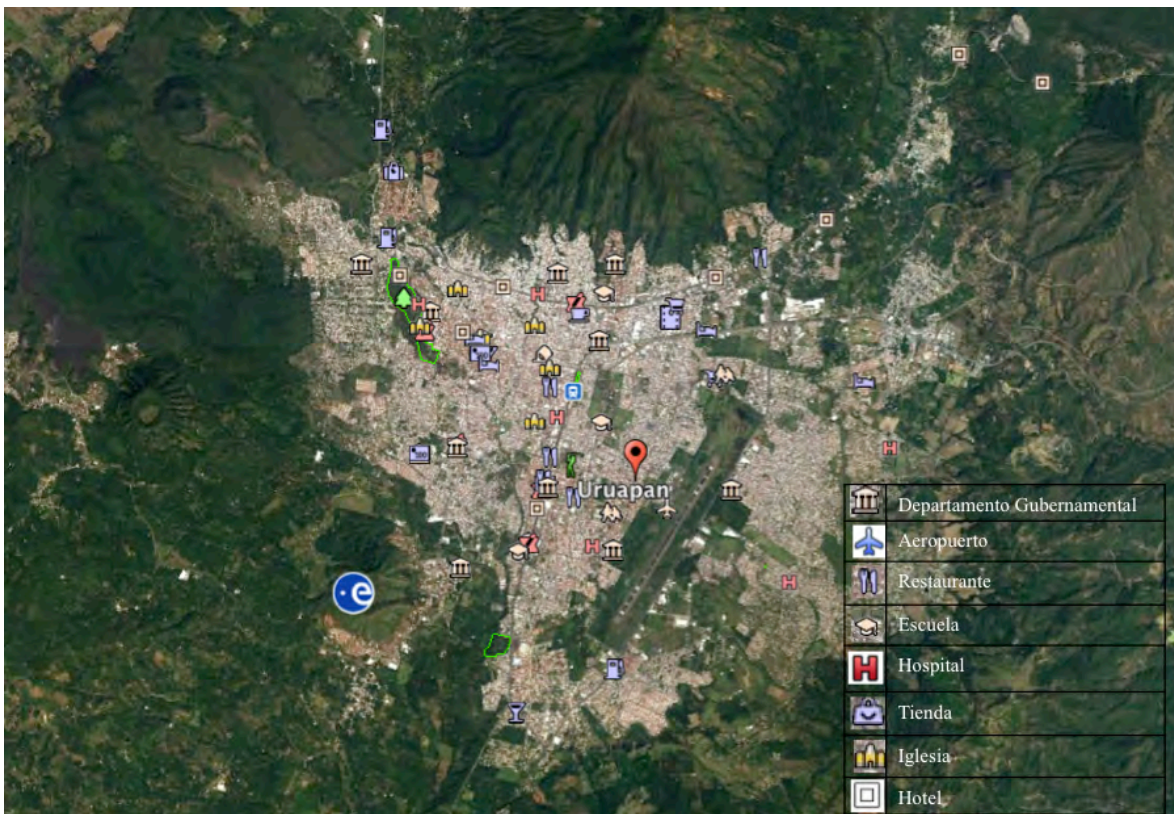 Uruapan
Departamento Gubernamental
Aeropuerto
Restaurante
Escuela
H Hospital
Tienda
Iglesia
Hotel